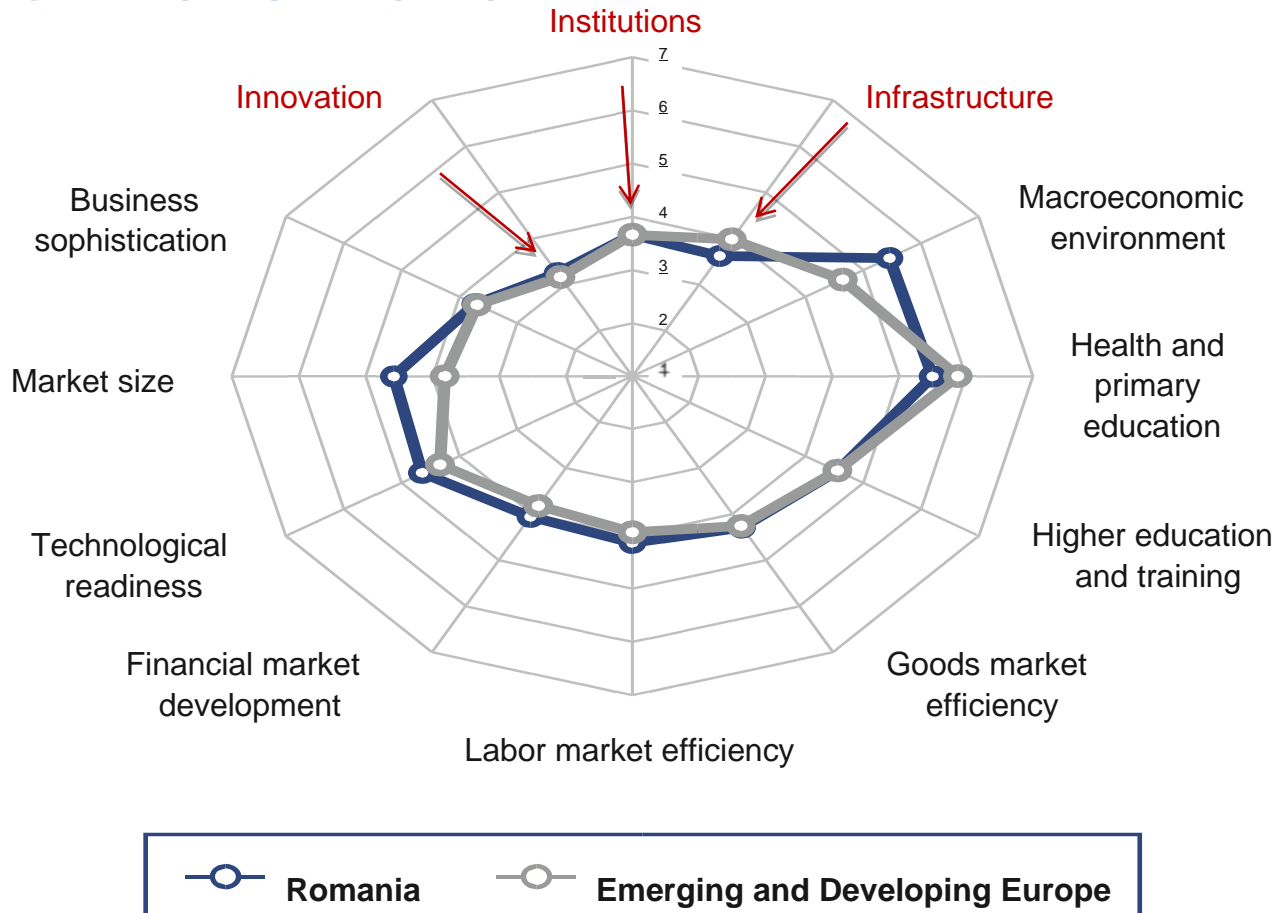 Institutions
7
Innovation
Infrastructure
6
Business
sophistication
5
Macroeconomic
environment
4
3
Market size
2
Health and
primary
education
Technological
readiness
Higher education
and training
Financial market
development
Goods market
efficiency
Labor market efficiency
Romania
Emerging and Developing Europe